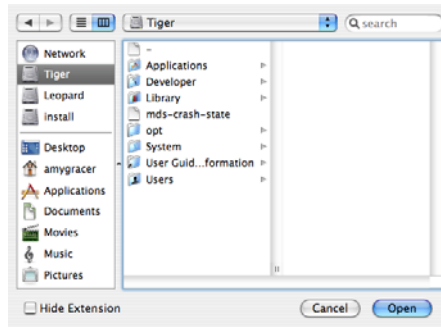 Tiger
search
Network
Tiger
Leopard
install
Desktop
amygracer
Applications
Documents
Movies
Music
Pictures
-
Applications
Developer
Library
mds-crash-state
opt
System
User Guid...formation
Users
Hide Extension
Cancel
Open